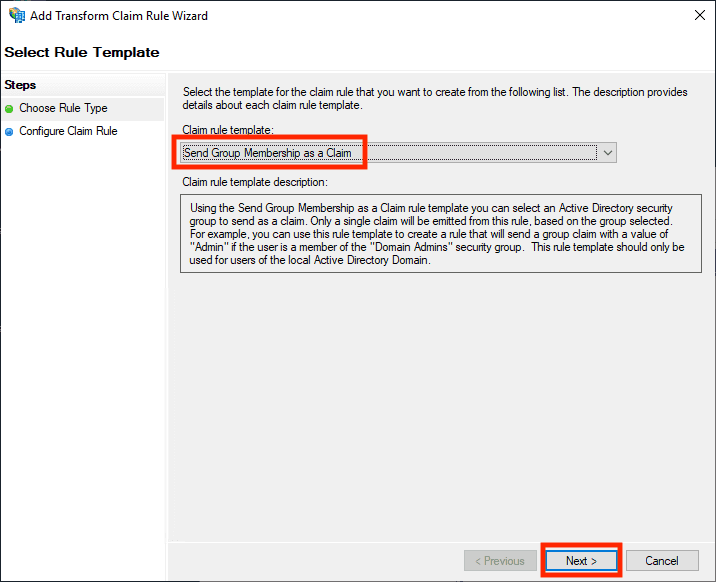 Add Transform Claim Rule Wizard
Select Rule Template
Steps
Choose Rule Type
Configure Claim Rule
Select the template for the claim rule that you want to create from the following list. The description provides
details about each claim rule template.
Claim rule template:
Send Group Membership as a Claim
Claim rule template description:
Using the Send Group Membership as a Claim rule template you can select an Active Directory security
group to send as a claim. Only a single claim will be emitted from this rule, based on the group selected.
For example, you can use this rule template to create a rule that will send a group claim with a value of
"Admin" if the user is a member of the "Domain Admins" security group.  This rule template should only be
used for users of the local Active Directory Domain.
< Previous
Next >
Cancel